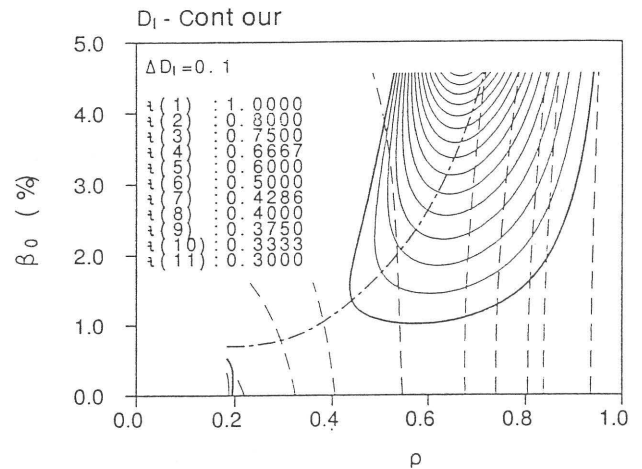 D_I - Contour
5.0
4.0
3.0
2.0
1.0
0.0
β_0 (%)
ΔD_I=0.1
ɩ(1) :1.0000
ɩ(2) :0.8000
ɩ(3) :0.7500
ɩ(4) :0.6667
ɩ(5) :0.6000
ɩ(6) :0.5000
ɩ(7) :0.4286
ɩ(8) :0.4000
ɩ(9) :0.3750
ɩ(10) :0.3333
ɩ(11) :0.3000
0.0 0.2 0.4 0.6 0.8 1.0
ρ